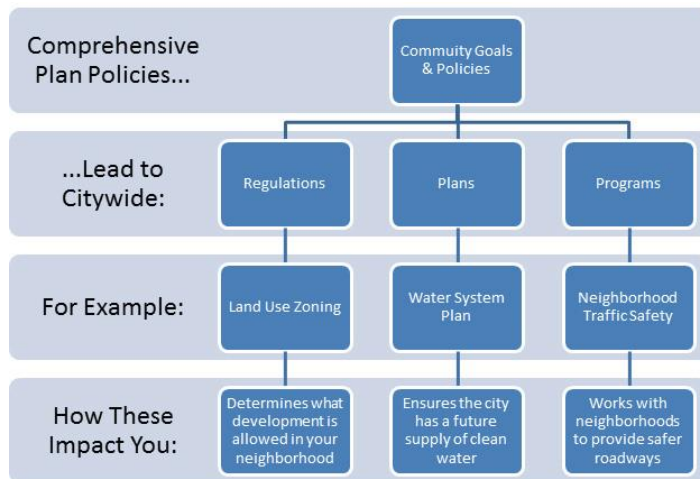 Comprehensive
Plan Policies...
Commuity Goals
& Policies
...Lead to
Citywide:
Regulations
Plans
Programs
For Example:
Land Use Zoning
Water System
Plan
Neighborhood
Traffic Safety
How These
Impact You:
Determines what
development is
allowed in your
neighborhood
Ensures the city
has a future
supply of clean
water
Works with
neighborhoods
to provide safer
roadways